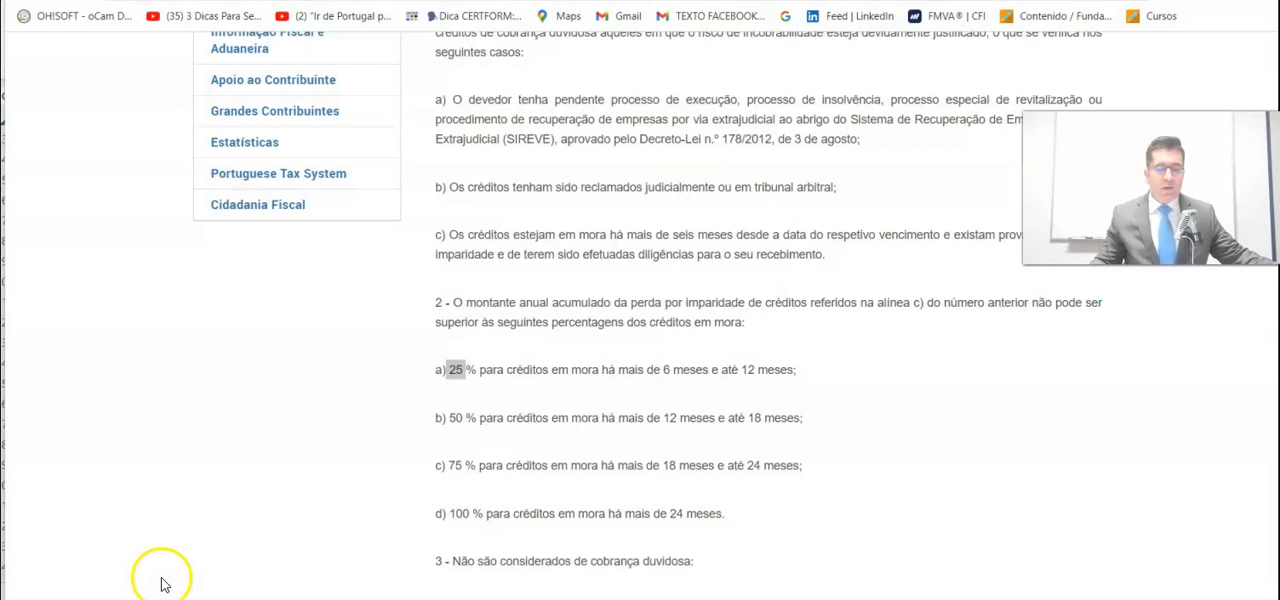 OHISOFT - oCam D... (35) 3 Dicas Para Se... (2) "Ir de Portugal p... Dica CERTFORM:... Maps Gmail TEXTO FACEBOOK... Feed | LinkedIn FMVA® | CFI Contenido / Funda... Cursos
Informação Fiscal e
Aduaneira
Apoio ao Contribuinte
Grandes Contribuintes
Estatísticas
Portuguese Tax System
Cidadania Fiscal
créditos de cobrança duvidosa aqueles em que o risco de incobrabilidade esteja devidamente justificado, o que se verifica nos
seguintes casos:
a) O devedor tenha pendente processo de execução, processo de insolvência, processo especial de revitalização ou
procedimento de recuperação de empresas por via extrajudicial ao abrigo do Sistema de Recuperação de Em
Extrajudicial (SIREVE), aprovado pelo Decreto-Lei n.º 178/2012, de 3 de agosto;
b) Os créditos tenham sido reclamados judicialmente ou em tribunal arbitral;
c) Os créditos estejam em mora há mais de seis meses desde a data do respetivo vencimento e existam prova
imparidade e de terem sido efetuadas diligências para o seu recebimento.
2 - O montante anual acumulado da perda por imparidade de créditos referidos na alínea c) do número anterior não pode ser
superior às seguintes percentagens dos créditos em mora:
a) 25 % para créditos em mora há mais de 6 meses e até 12 meses;
b) 50 % para créditos em mora há mais de 12 meses e até 18 meses;
c) 75 % para créditos em mora há mais de 18 meses e até 24 meses;
d) 100 % para créditos em mora há mais de 24 meses.
3 - Não são considerados de cobrança duvidosa: